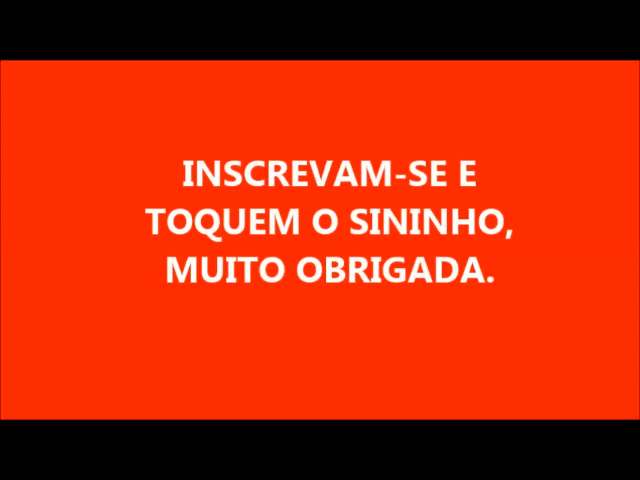 INSCREVAM-SE E
TOQUEM O SININHO,
MUITO OBRIGADA.